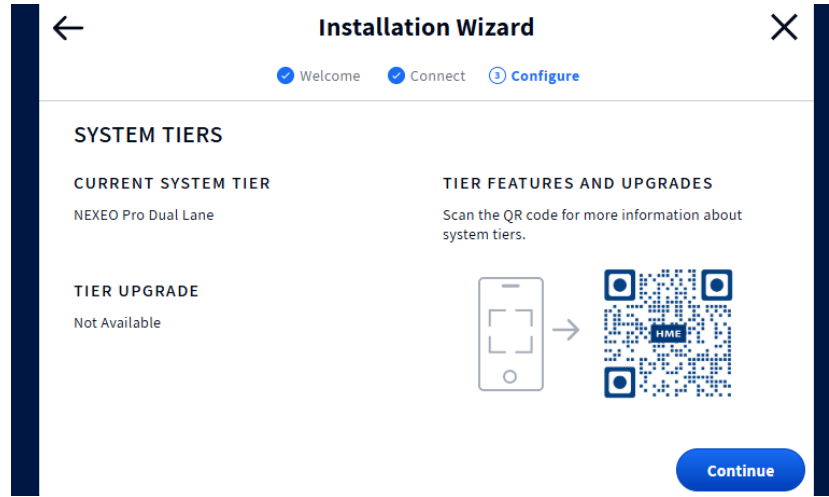 Installation Wizard
Welcome
Connect
3 Configure
SYSTEM TIERS
CURRENT SYSTEM TIER
NEXEO Pro Dual Lane
TIER UPGRADE
Not Available
TIER FEATURES AND UPGRADES
Scan the QR code for more information about
system tiers.
HME
Continue